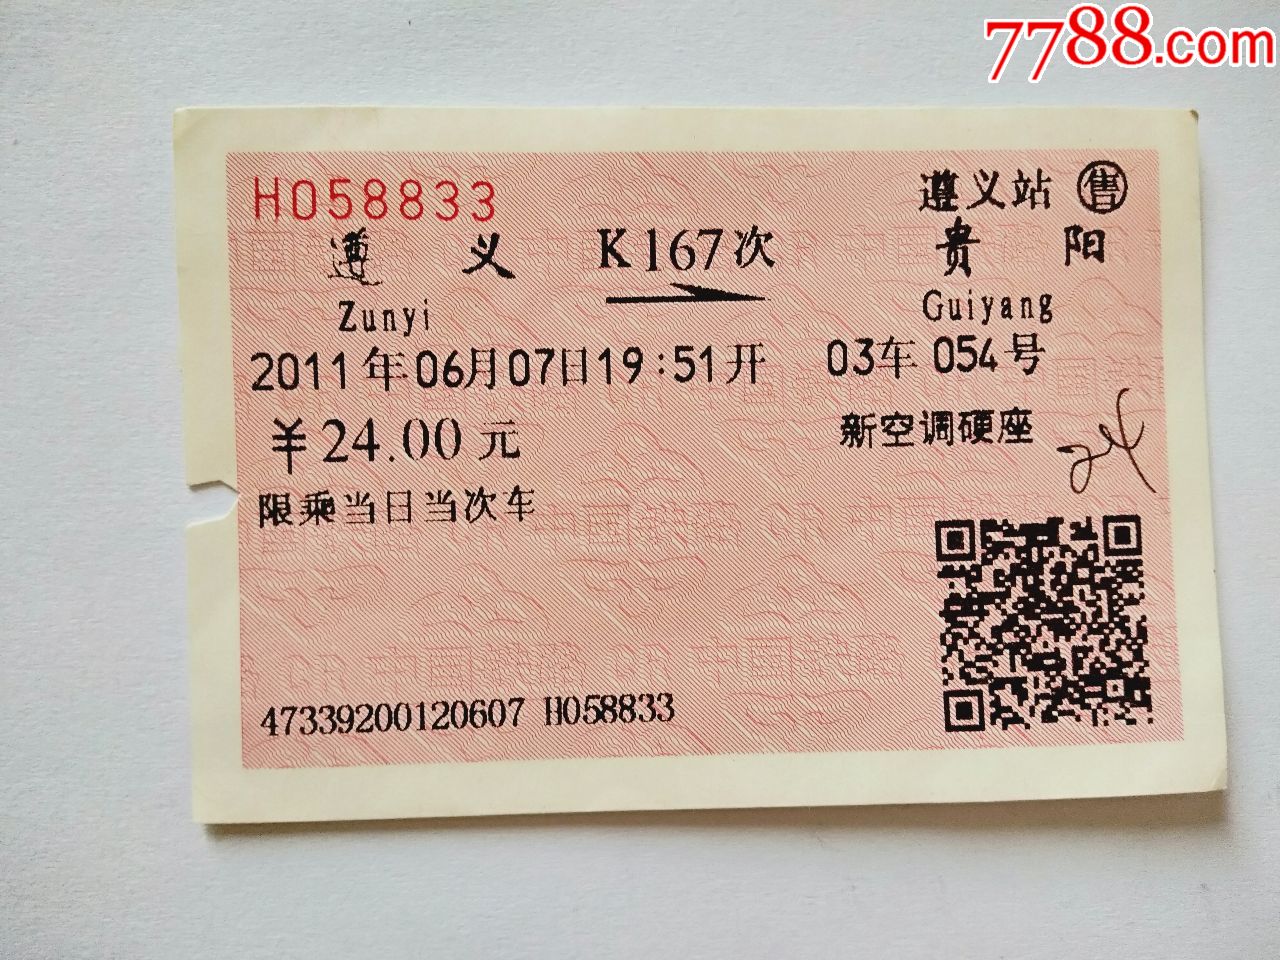 7788.com
H058833
遵义站 售
遵义 K167次 贵阳
Zunyi Guiyang
2011年06月07日19:51开 03车 054号
￥24.00元 新空调硬座
24
限乘当日当次车
47339200120607 H058833